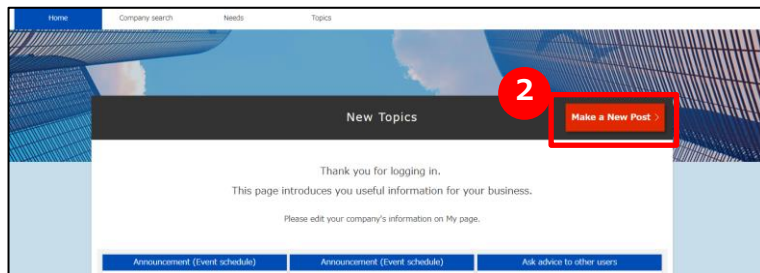 Home Company search Needs Topics
2
New Topics Make a New Post >
Thank you for logging in.
This page introduces you useful information for your business.
Please edit your company's information on My page.
Announcement (Event schedule) Announcement (Event schedule) Ask advice to other users